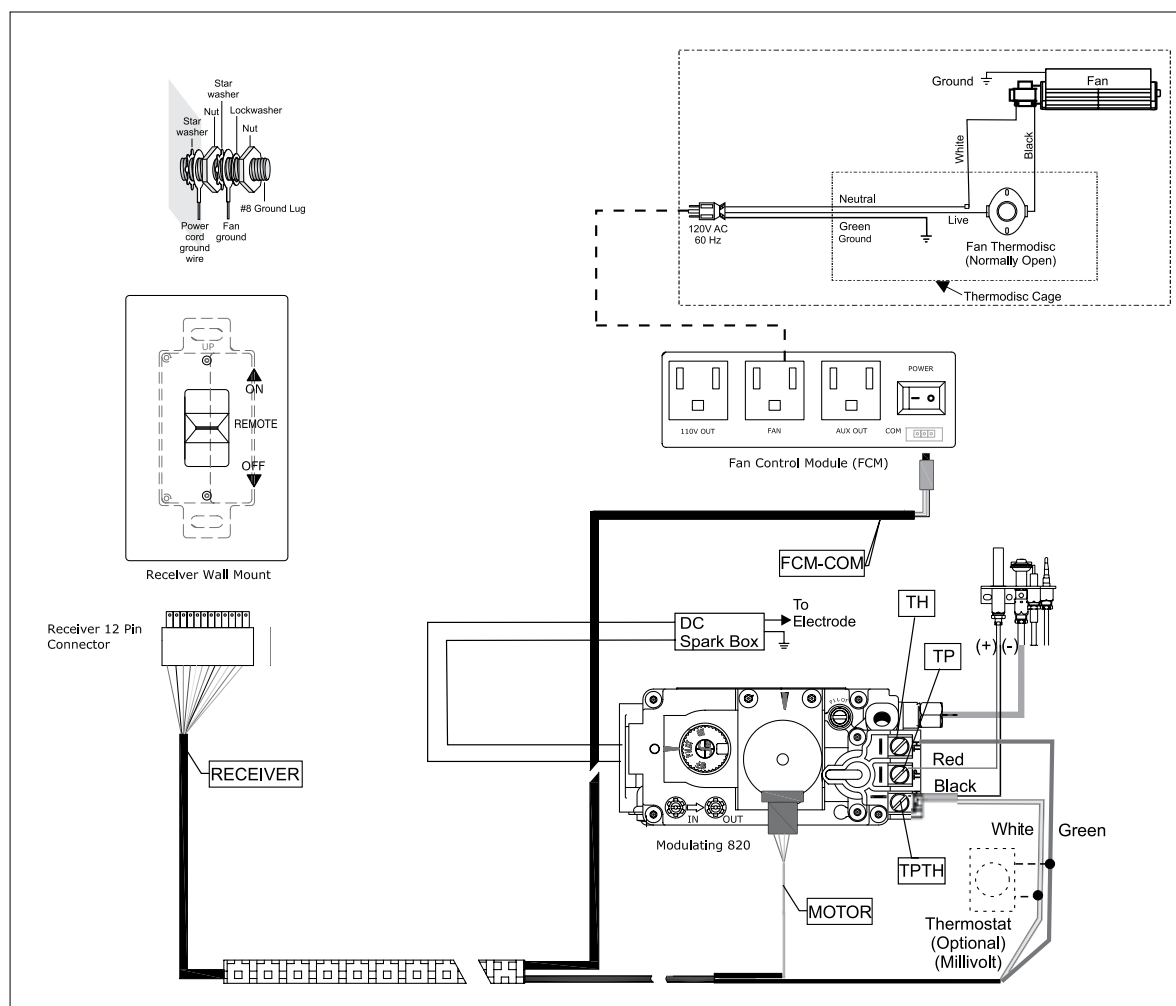 Star
washer
Nut
Lockwasher
Star
washer
Nut
#8 Ground Lug
Power
cord
ground
wire
Fan
ground
Ground
Fan
White
Black
Neutral
Live
Green
Ground
120V AC
60 Hz
Fan Thermodisc
(Normally Open)
Thermodisc Cage
UP
ON
REMOTE
OFF
Receiver Wall Mount
POWER
110V OUT
FAN
AUX OUT
COM
Fan Control Module (FCM)
FCM-COM
Receiver 12 Pin
Connector
RECEIVER
DC
Spark Box
To
Electrode
TH
TP
(+)
(-)
PILOT
Red
Black
IN
OUT
Modulating 820
White
Green
TPTH
MOTOR
Thermostat
(Optional)
(Millivolt)